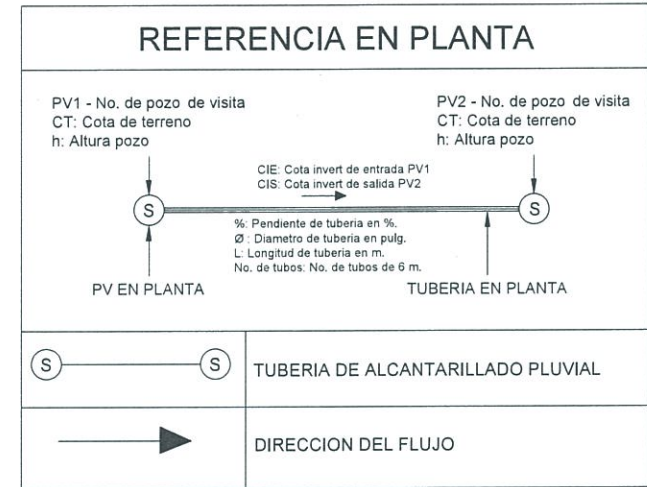 REFERENCIA EN PLANTA
PV1 - No. de pozo de visita
CT: Cota de terreno
h: Altura pozo
PV2 - No. de pozo de visita
CT: Cota de terreno
h: Altura pozo
CIE: Cota invert de entrada PV1
CIS: Cota invert de salida PV2
S
S
%: Pendiente de tuberia en %.
Ø : Diametro de tuberia en pulg.
L: Longitud de tuberia en m.
No. de tubos: No. de tubos de 6 m.
PV EN PLANTA
TUBERIA EN PLANTA
S
S
TUBERIA DE ALCANTARILLADO PLUVIAL
DIRECCION DEL FLUJO